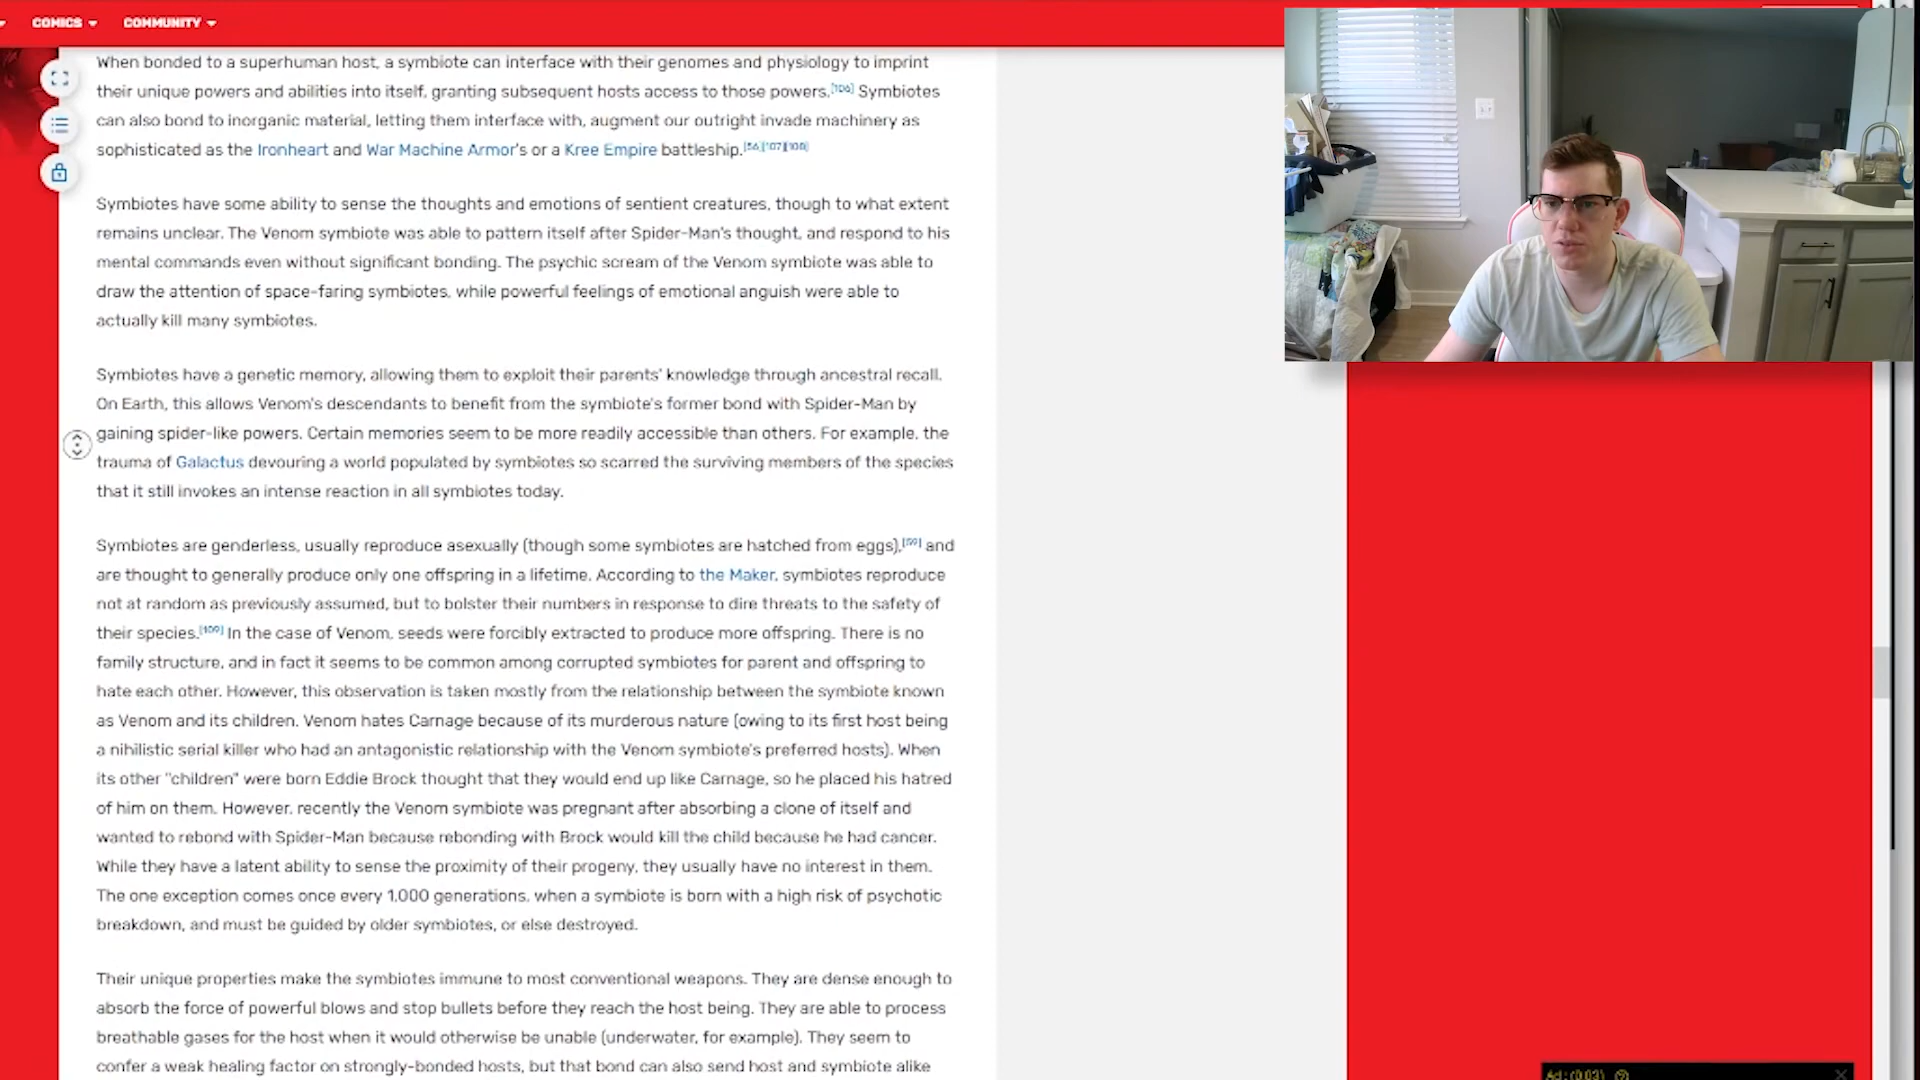 COMICS COMMUNITY
When bonded to a superhuman host, a symbiote can interface with their genomes and physiology to imprint
their unique powers and abilities into itself, granting subsequent hosts access to those powers.[106] Symbiotes
can also bond to inorganic material, letting them interface with, augment our outright invade machinery as
sophisticated as the Ironheart and War Machine Armor's or a Kree Empire battleship.[56][107][108]
Symbiotes have some ability to sense the thoughts and emotions of sentient creatures, though to what extent
remains unclear. The Venom symbiote was able to pattern itself after Spider-Man's thought, and respond to his
mental commands even without significant bonding. The psychic scream of the Venom symbiote was able to
draw the attention of space-faring symbiotes, while powerful feelings of emotional anguish were able to
actually kill many symbiotes.
Symbiotes have a genetic memory, allowing them to exploit their parents' knowledge through ancestral recall.
On Earth, this allows Venom's descendants to benefit from the symbiote's former bond with Spider-Man by
gaining spider-like powers. Certain memories seem to be more readily accessible than others. For example, the
trauma of Galactus devouring a world populated by symbiotes so scarred the surviving members of the species
that it still invokes an intense reaction in all symbiotes today.
Symbiotes are genderless, usually reproduce asexually (though some symbiotes are hatched from eggs),[59] and
are thought to generally produce only one offspring in a lifetime. According to the Maker, symbiotes reproduce
not at random as previously assumed, but to bolster their numbers in response to dire threats to the safety of
their species.[109] In the case of Venom, seeds were forcibly extracted to produce more offspring. There is no
family structure, and in fact it seems to be common among corrupted symbiotes for parent and offspring to
hate each other. However, this observation is taken mostly from the relationship between the symbiote known
as Venom and its children. Venom hates Carnage because of its murderous nature (owing to its first host being
a nihilistic serial killer who had an antagonistic relationship with the Venom symbiote's preferred hosts). When
its other "children" were born Eddie Brock thought that they would end up like Carnage, so he placed his hatred
of him on them. However, recently the Venom symbiote was pregnant after absorbing a clone of itself and
wanted to rebond with Spider-Man because rebonding with Brock would kill the child because he had cancer.
While they have a latent ability to sense the proximity of their progeny, they usually have no interest in them.
The one exception comes once every 1,000 generations, when a symbiote is born with a high risk of psychotic
breakdown, and must be guided by older symbiotes, or else destroyed.
Their unique properties make the symbiotes immune to most conventional weapons. They are dense enough to
absorb the force of powerful blows and stop bullets before they reach the host being. They are able to process
breathable gases for the host when it would otherwise be unable (underwater, for example). They seem to
confer a weak healing factor on strongly-bonded hosts, but that bond can also send host and symbiote alike
Ad: (0:03)